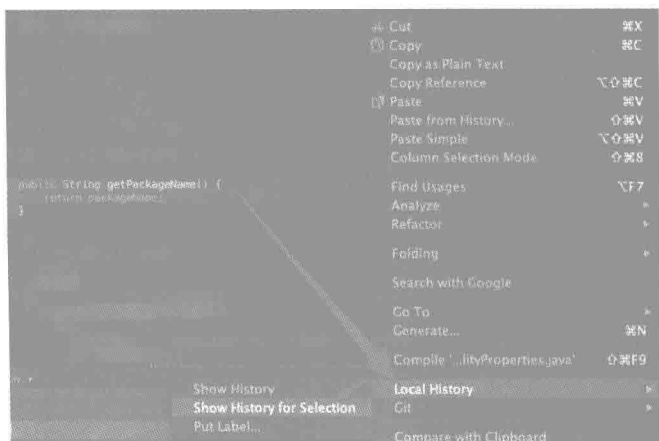 Cut ⌘X
Copy ⌘C
Copy as Plain Text
Copy Reference ⌥⇧⌘C
Paste ⌘V
Paste from History... ⇧⌘V
Paste Simple ⌥⇧⌘V
Column Selection Mode ⇧⌘8
public String getPackageName() {
return packageName;
}
Find Usages ⌥F7
Analyze
Refactor
Folding
Search with Google
Go To
Generate... ⌘N
Compile '...lityProperties.java' ⇧⌘F9
Local History
Show History
Show History for Selection
Git
Put Label...
Compare with Clipboard